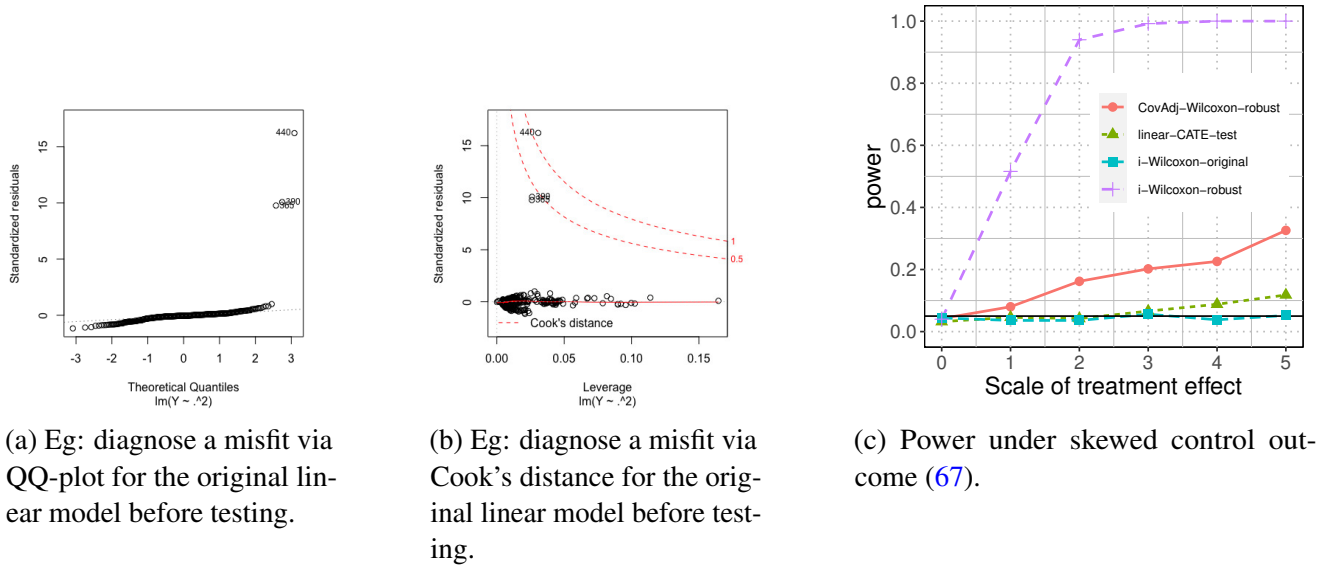 Standardized residuals
15
10
5
0
440
390
365
-3 -2 -1 0 1 2 3
Theoretical Quantiles
lm(Y ~ .^2)
(a) Eg: diagnose a misfit via
QQ-plot for the original lin-
ear model before testing.
Standardized residuals
15
10
5
0
440
390
365
1
0.5
Cook's distance
0.00 0.05 0.10 0.15
Leverage
lm(Y ~ .^2)
(b) Eg: diagnose a misfit via
Cook's distance for the orig-
inal linear model before test-
ing.
power
1.0
0.8
0.6
0.4
0.2
0.0
CovAdj-Wilcoxon-robust
linear-CATE-test
i-Wilcoxon-original
i-Wilcoxon-robust
0 1 2 3 4 5
Scale of treatment effect
(c) Power under skewed control out-
come (67).